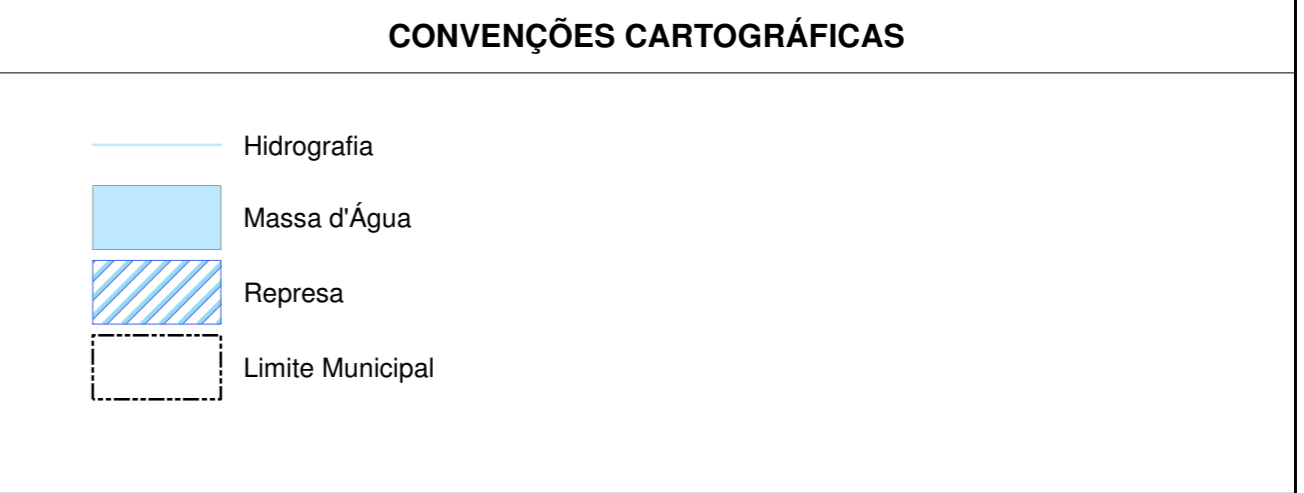 CONVENÇÕES CARTOGRÁFICAS
Hidrografia
Massa d'Água
Represa
Limite Municipal